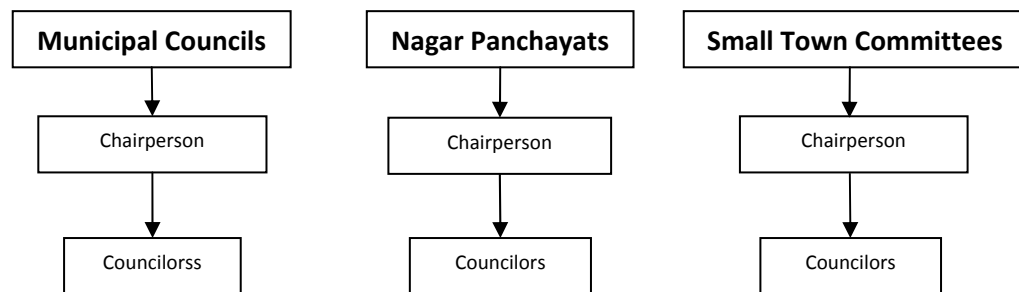 Municipal Councils
Nagar Panchayats
Small Town Committees
Chairperson
Chairperson
Chairperson
Councilorss
Councilors
Councilors